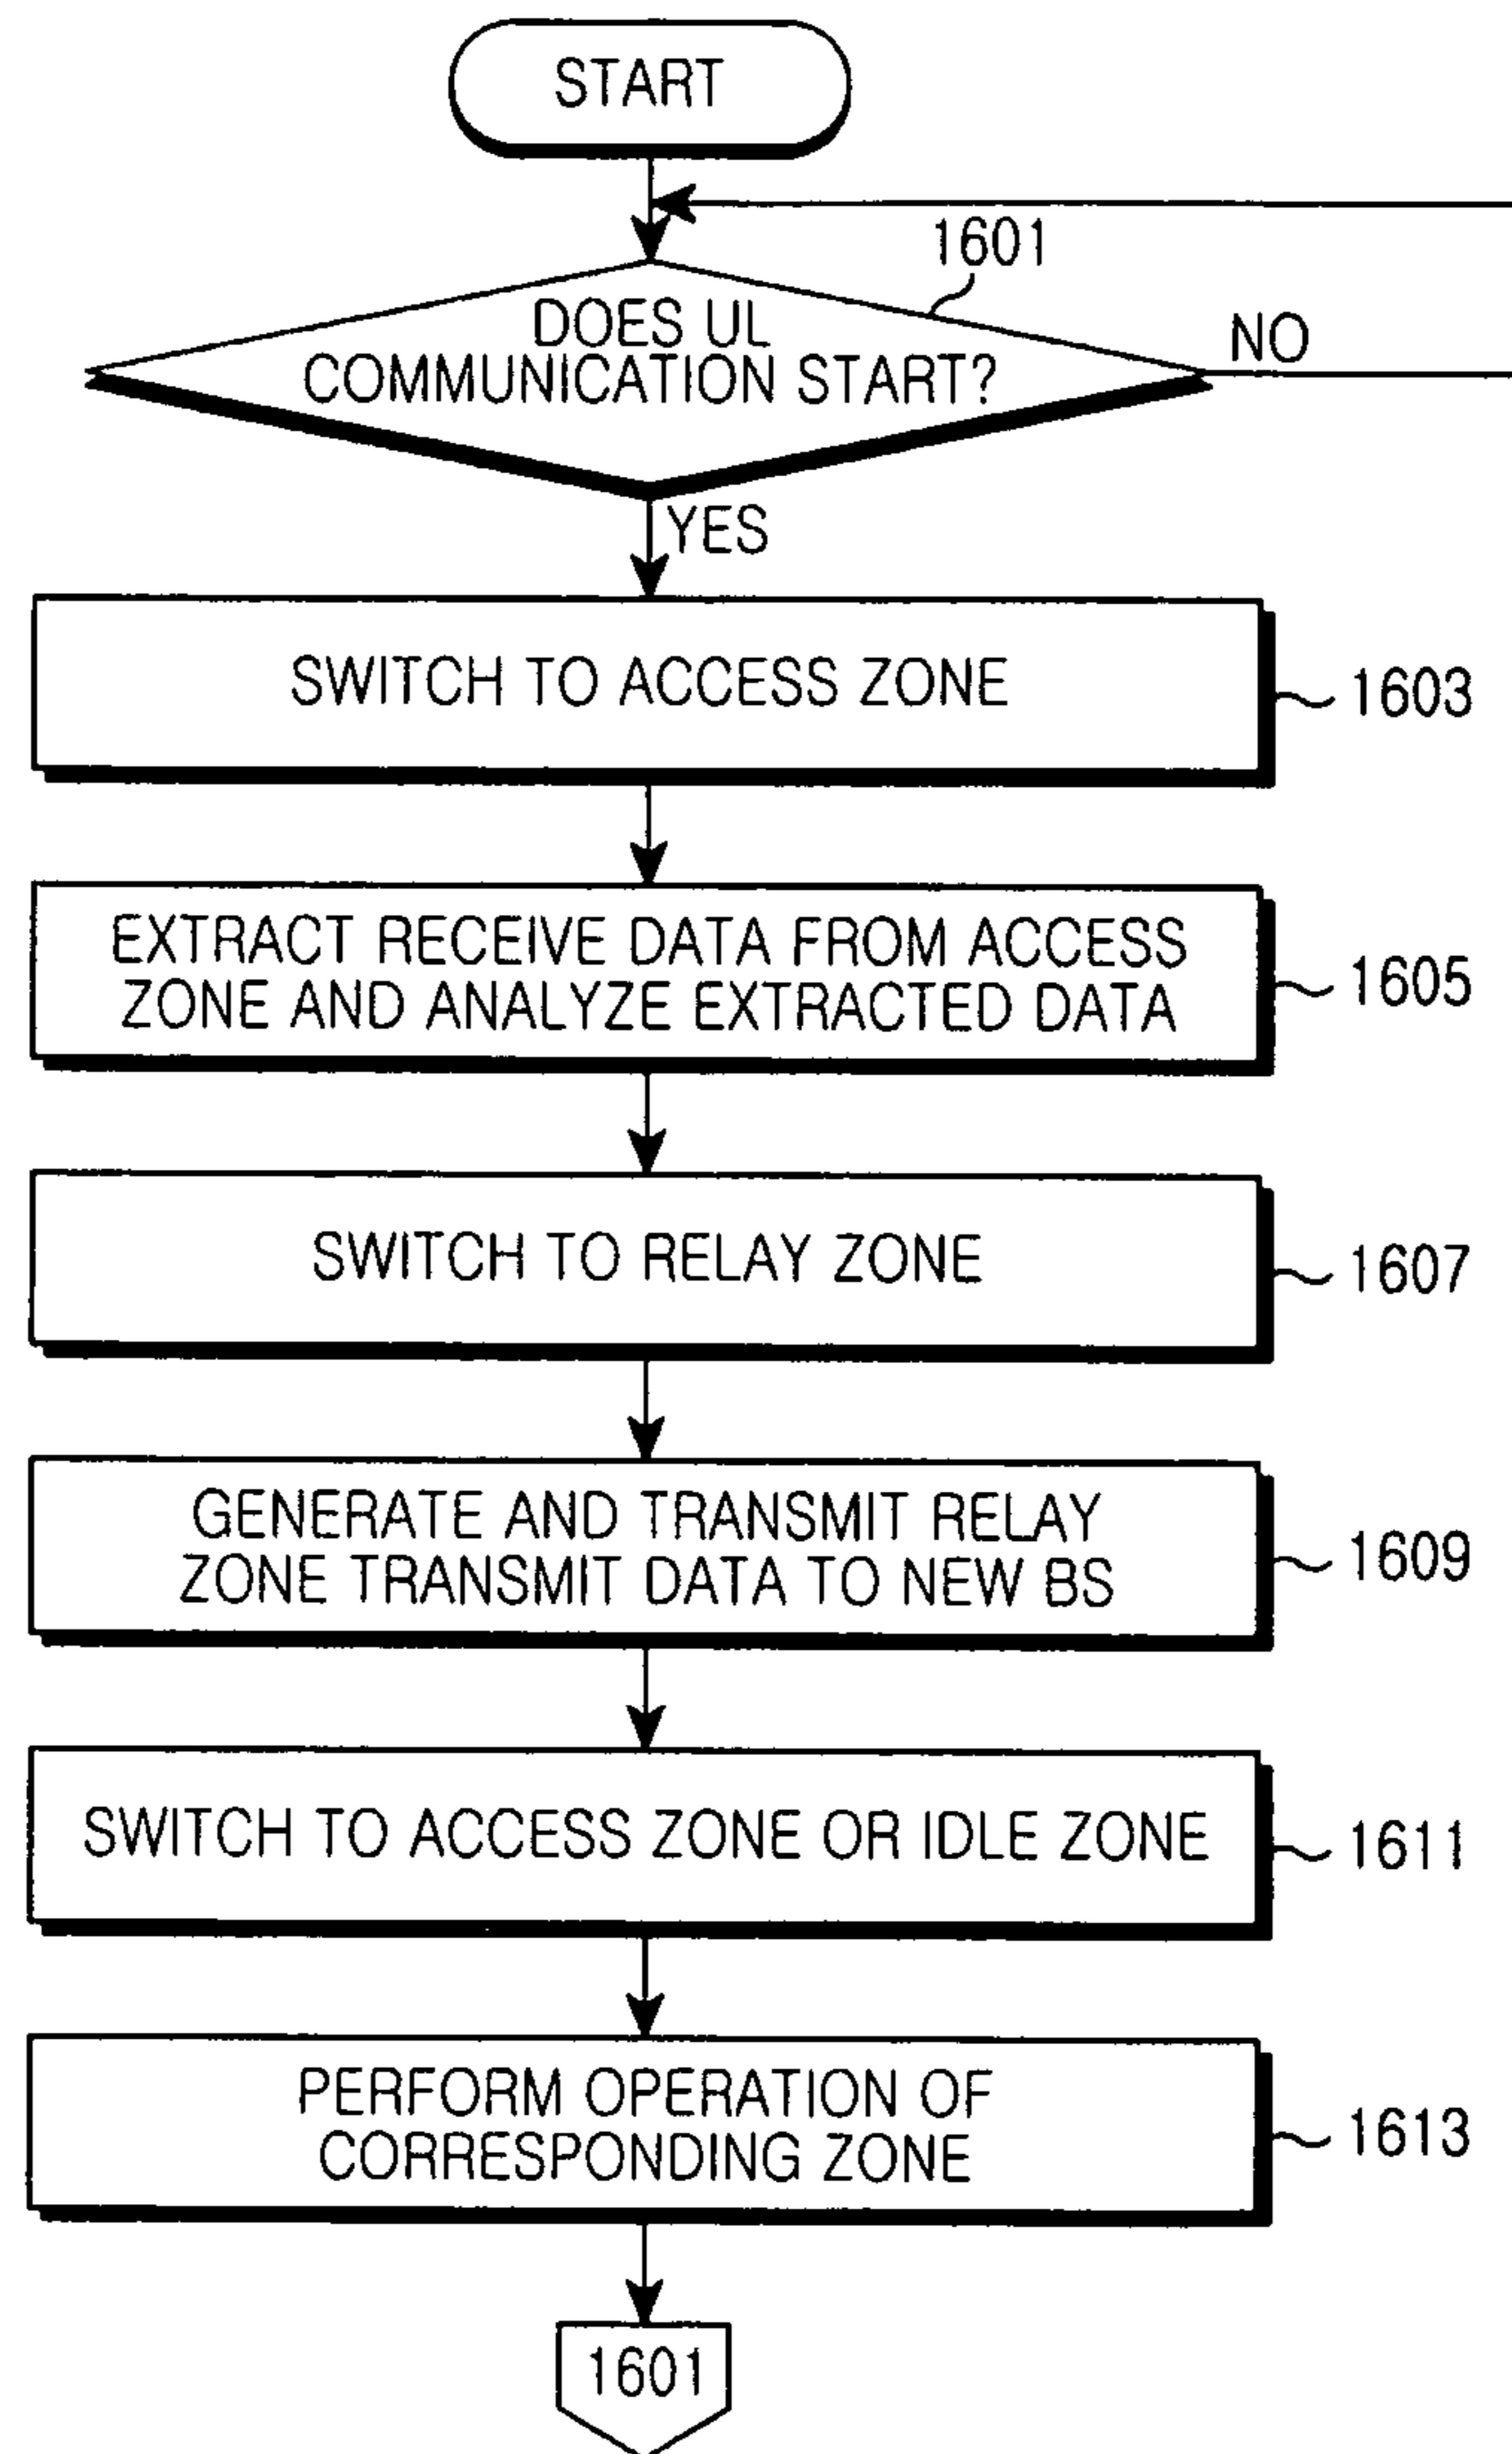 START
1601
DOES UL
COMMUNICATION START?
NO
YES
SWITCH TO ACCESS ZONE
1603
EXTRACT RECEIVE DATA FROM ACCESS
ZONE AND ANALYZE EXTRACTED DATA
1605
SWITCH TO RELAY ZONE
1607
GENERATE AND TRANSMIT RELAY
ZONE TRANSMIT DATA TO NEW BS
1609
SWITCH TO ACCESS ZONE OR IDLE ZONE
1611
PERFORM OPERATION OF
CORRESPONDING ZONE
1613
1601